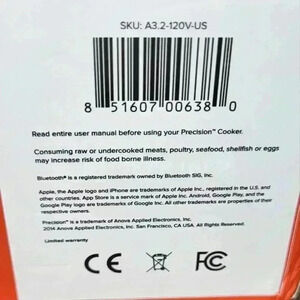 SKU: A3.2-120V-US
8 51607 00638 0
Read entire user manual before using your Precision™ Cooker.
Consuming raw or undercooked meats, poultry, seafood, shellfish or eggs
may increase risk of food borne illness.
Bluetooth® is a registered trademark owned by Bluetooth SIG, Inc.
Apple, the Apple logo and iPhone are trademarks of Apple Inc., registered in the U.S. and
other countries. App Store is a service mark of Apple Inc. Android, Google Play, and the
Google Play logo are trademarks of Google Inc. All other trademarks are properties of their
respective owners.
Precision™ is a trademark of Anova Applied Electronics, Inc.
2014 Anova Applied Electronics, Inc. San Francisco, CA USA. All Rights Reserved.
Limited warranty
CE FC